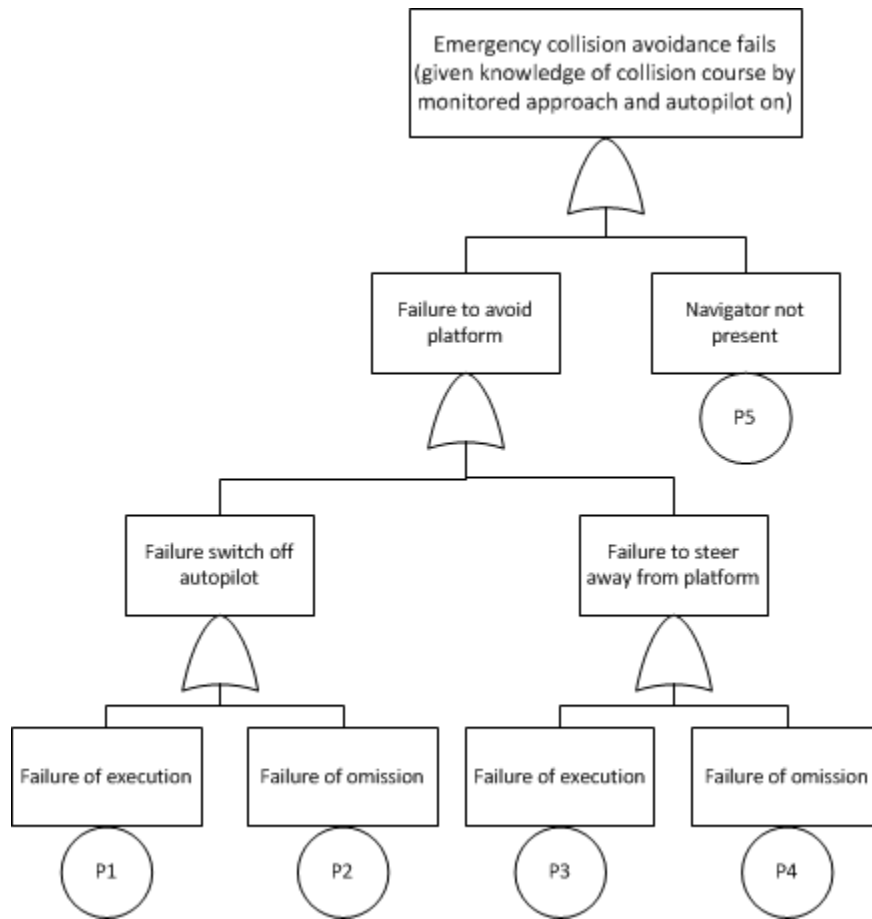 Emergency collision avoidance fails
(given knowledge of collision course by
monitored approach and autopilot on)
Failure to avoid
platform
Navigator not
present
P5
Failure switch off
autopilot
Failure to steer
away from platform
Failure of execution
Failure of omission
Failure of execution
Failure of omission
P1
P2
P3
P4